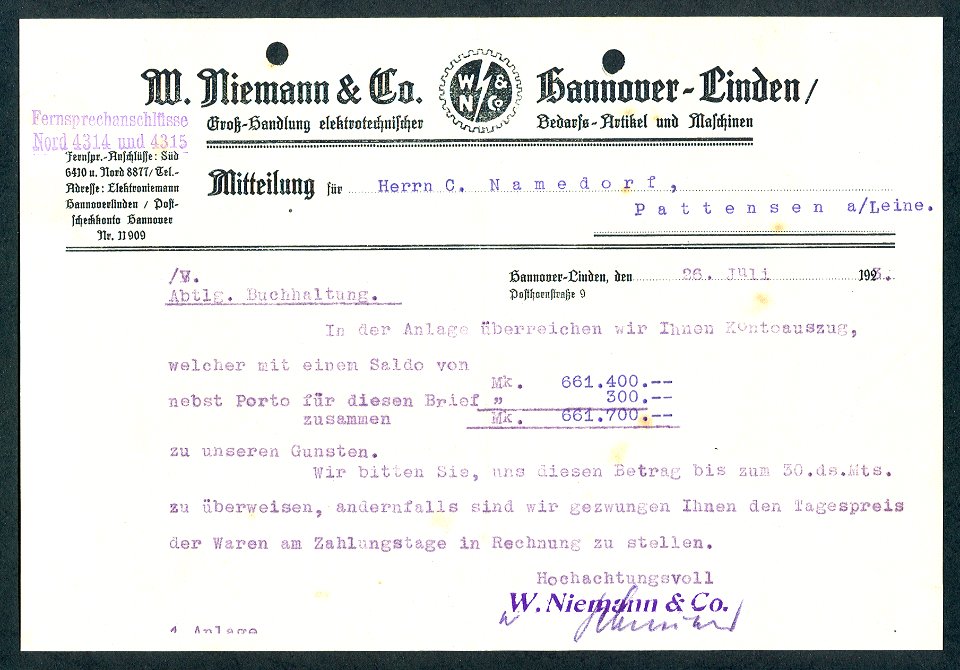 W. Niemann & Co.
W & N Co.
Hannover-Linden/
Groß-Handlung elektrotechnischer
Bedarfs-Artikel und Maschinen
Fernsprechanschlüsse
Nord 4314 und 4315
Fernspr.-Anschlüsse: Süd
6410 u. Nord 8877/ Tel.-
Adresse: Elektroniemann
Hannoverlinden / Post-
scheckkonto Hannover
Nr. 11909
Mitteilung für Herrn C. Namedorf,
Pattensen a/Leine.
/W.
Abtlg. Buchhaltung.
Hannover-Linden, den 26. Juli 1923.
Posthornstraße 9
In der Anlage überreichen wir Ihnen Kontoauszug,
welcher mit einem Saldo von
Mk. 661.400.--
nebst Porto für diesen Brief " 300.--
zusammen Mk. 661.700.--
zu unseren Gunsten.
Wir bitten Sie, uns diesen Betrag bis zum 30.ds.Mts.
zu überweisen, andernfalls sind wir gezwungen Ihnen den Tagespreis
der Waren am Zahlungstage in Rechnung zu stellen.
Hochachtungsvoll
W. Niemann & Co.
1 Anlage